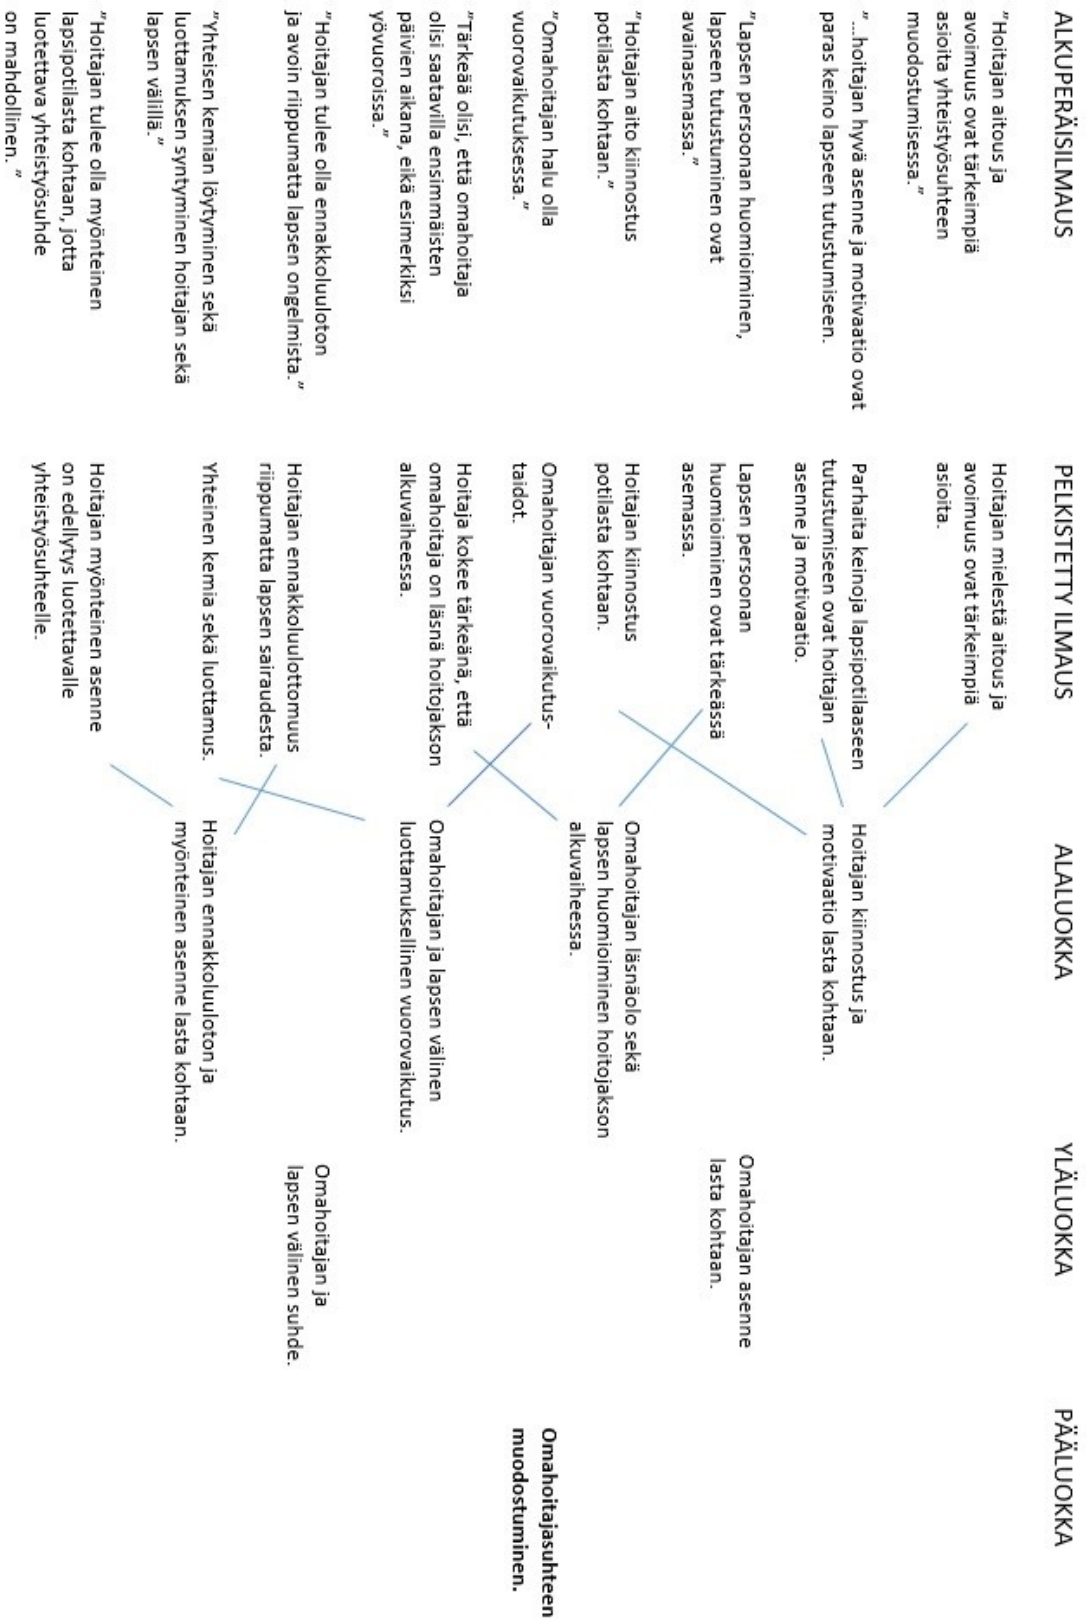 ALKUPERÄISILMAUS
"Hoitajan aitous ja
avoimuus ovat tärkeimpiä
asioita yhteistyösuhteen
muodostumisessa."
"...hoitajan hyvä asenne ja motivaatio ovat
paras keino lapseen tutustumiseen.
"Lapsen persoonan huomioiminen,
lapseen tutustuminen ovat
avainasemassa."
"Hoitajan aito kiinnostus
potilasta kohtaan."
"Omahoitajan halu olla
vuorovaikutuksessa."
"Tärkeää olisi, että omahoitaja
olisi saatavilla ensimmäisten
päivien aikana, eikä esimerkiksi
yövuoroissa."
"Hoitajan tulee olla ennakkoluuloton
ja avoin riippumatta lapsen ongelmista."
"Yhteisen kemian löytyminen sekä
luottamuksen syntyminen hoitajan sekä
lapsen välillä."
"Hoitajan tulee olla myönteinen
lapsipotilasta kohtaan, jotta
luotettava yhteistyösuhde
on mahdollinen. "
PELKISTETTY ILMAUS
Hoitajan mielestä aitous ja
avoimuus ovat tärkeimpiä
asioita.
Parhaita keinoja lapsipotilaaseen
tutustumiseen ovat hoitajan
asenne ja motivaatio.
Lapsen persoonan
huomioiminen ovat tärkeässä
asemassa.
Hoitajan kiinnostus
potilasta kohtaan.
Omahoitajan vuorovaikutus-
taidot.
Hoitaja kokee tärkeänä, että
omahoitaja on läsnä hoitojakson
alkuvaiheessa.
Hoitajan ennakkoluulottomuus
riippumatta lapsen sairaudesta.
Yhteinen kemia sekä luottamus.
Hoitajan myönteinen asenne
on edellytys luotettavalle
yhteistyösuhteelle.
ALALUOKKA
Hoitajan kiinnostus ja
motivaatio lasta kohtaan.
Omahoitajan läsnäolo sekä
lapsen huomioiminen hoitojakson
alkuvaiheessa.
Omahoitajan ja lapsen välinen
luottamuksellinen vuorovaikutus.
Hoitajan ennakkoluuloton ja
myönteinen asenne lasta kohtaan.
YLÄLUOKKA
Omahoitajan asenne
lasta kohtaan.
Omahoitajan ja
lapsen välinen suhde.
PÄÄLUOKKA
Omahoitajasuhteen
muodostuminen.